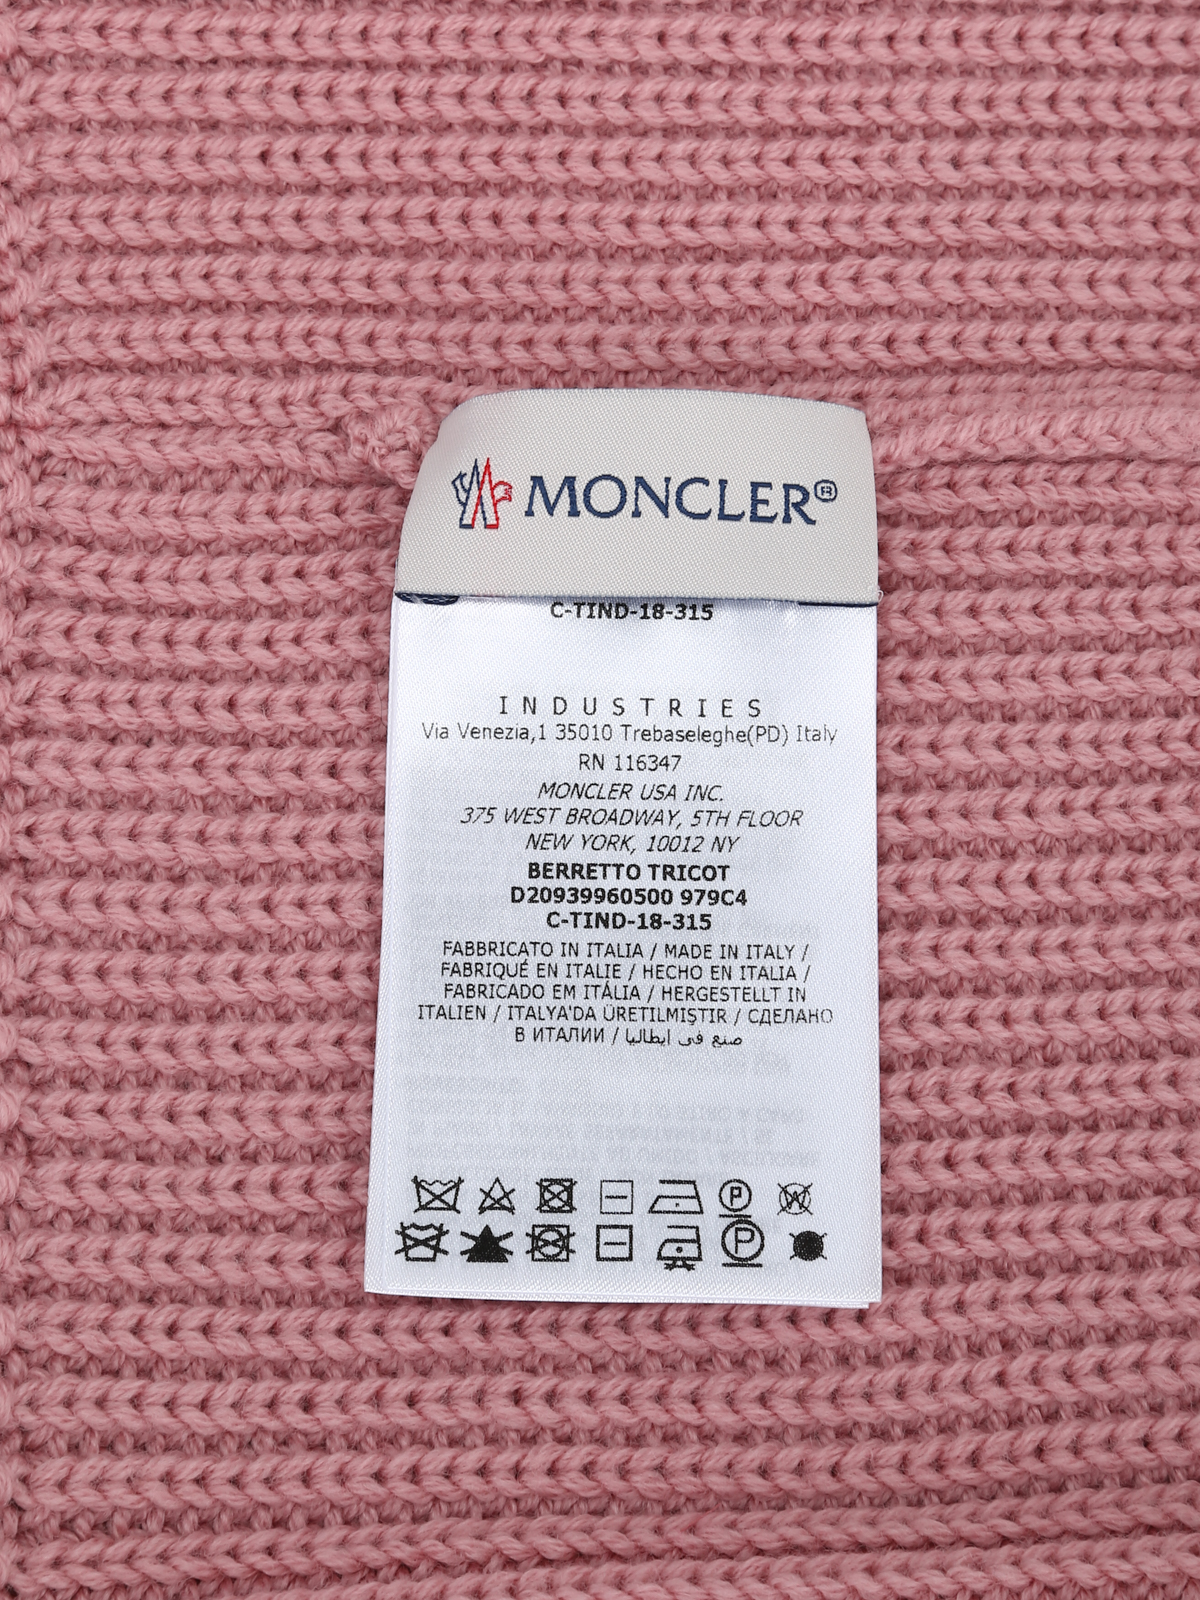 MONCLER®
C-TIND-18-315
INDUSTRIES
Via Venezia,1 35010 Trebaseleghe(PD) Italy
RN 116347
MONCLER USA INC.
375 WEST BROADWAY, 5TH FLOOR
NEW YORK, 10012 NY
BERRETTO TRICOT
D20939960500 979C4
C-TIND-18-315
FABBRICATO IN ITALIA / MADE IN ITALY /
FABRIQUÉ EN ITALIE / HECHO EN ITALIA /
FABRICADO EM ITÁLIA / HERGESTELLT IN
ITALIEN / ITALYA'DA ÜRETILMIŞTIR / СДЕЛАНО
В ИТАЛИИ / صنع في ايطاليا
P W
P